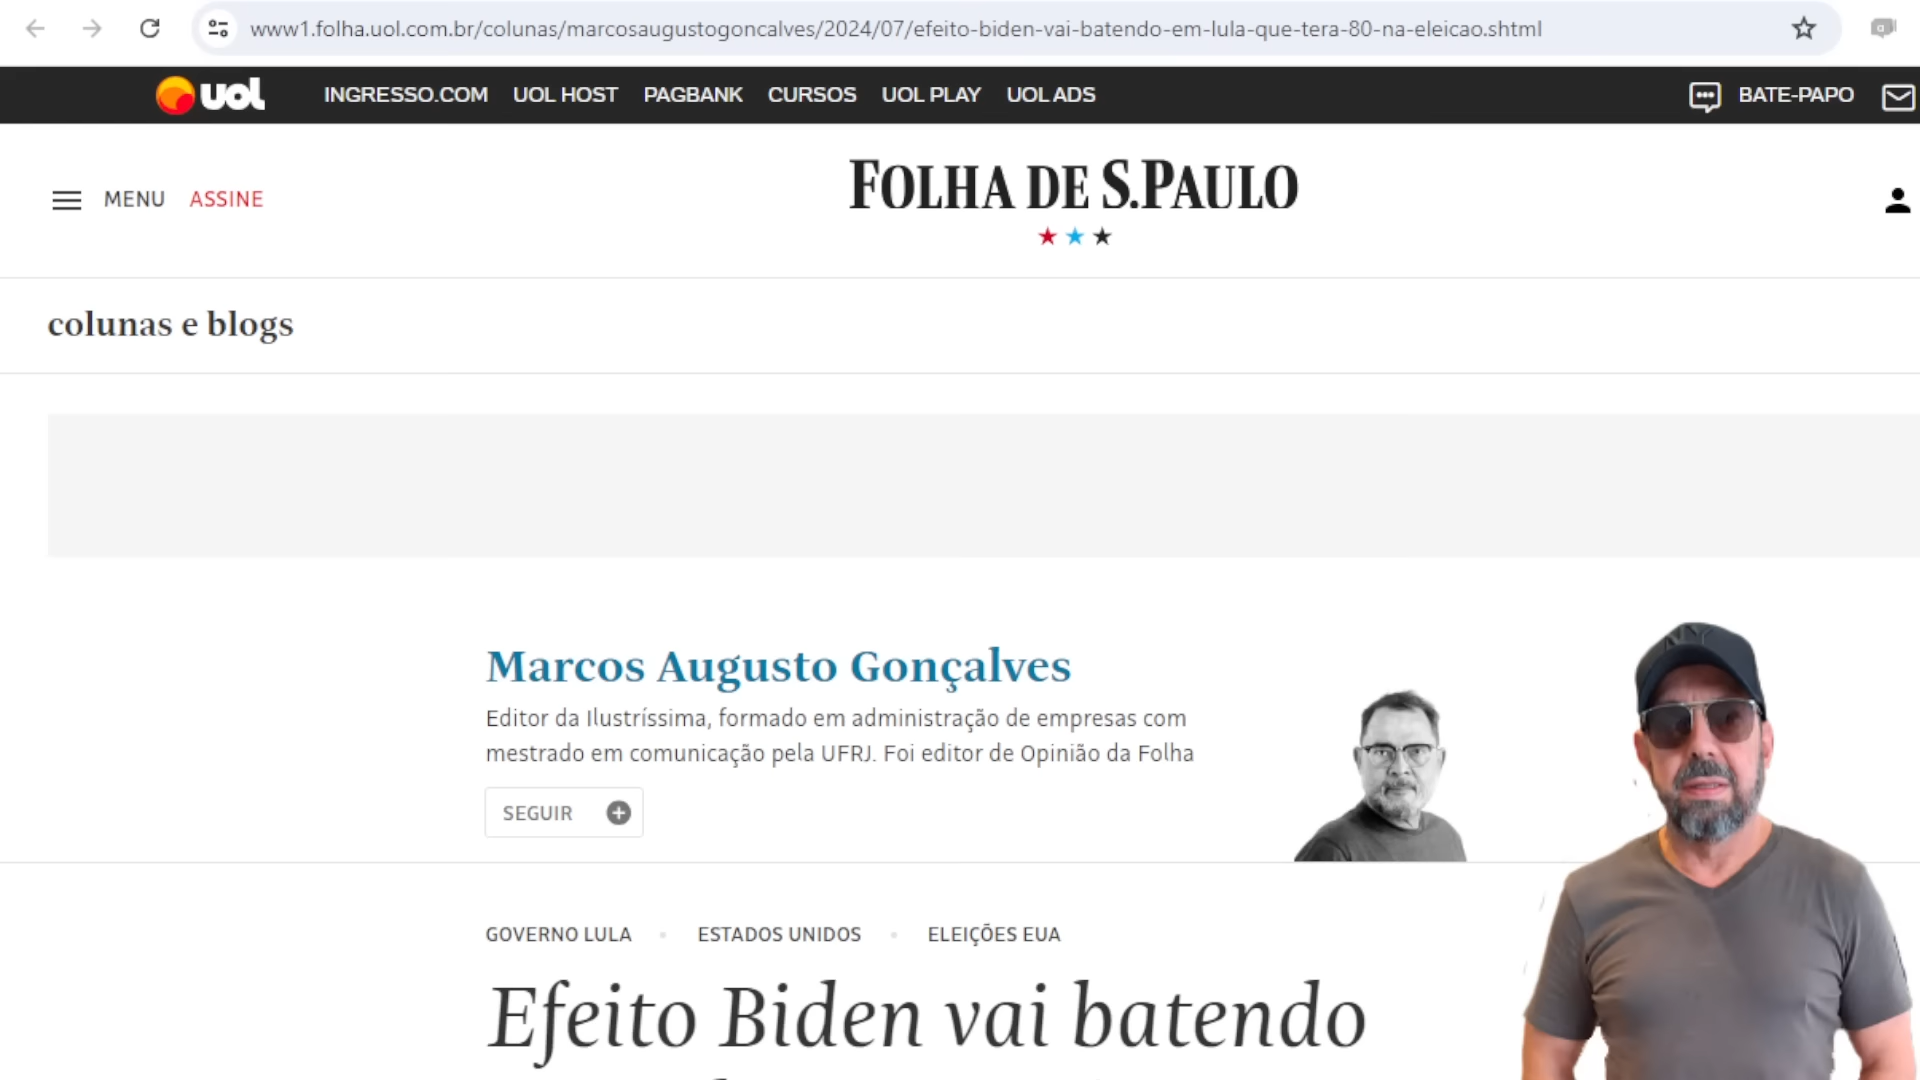 www1.folha.uol.com.br/colunas/marcosaugustogoncalves/2024/07/efeito-biden-vai-batendo-em-lula-que-tera-80-na-eleicao.shtml
uol INGRESSO.COM UOL HOST PAGBANK CURSOS UOL PLAY UOL ADS BATE-PAPO
MENU ASSINE FOLHA DE S.PAULO
colunas e blogs
Marcos Augusto Gonçalves
Editor da Ilustríssima, formado em administração de empresas com
mestrado em comunicação pela UFRJ. Foi editor de Opinião da Folha
SEGUIR
GOVERNO LULA • ESTADOS UNIDOS • ELEIÇÕES EUA
Efeito Biden vai batendo